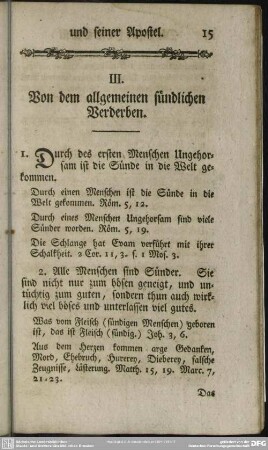 und seiner Apostel. 15
III.
Von dem allgemeinen sündlichen
Verderben.
1. Durch des ersten Menschen Ungehor-
sam ist die Sünde in die Welt ge-
kommen.
Durch einen Menschen ist die Sünde in die
Welt gekommen. Röm. 5, 12.
Durch eines Menschen Ungehorsam sind viele
Sünder worden. Röm. 5, 19.
Die Schlange hat Evam verführet mit ihrer
Schalkheit. 2 Cor. 11, 3. s. 1 Mos. 3.
2. Alle Menschen sind Sünder. Sie
sind nicht nur zum bösen geneigt, und un-
tüchtig zum guten, sondern thun auch wirk-
lich viel böses und unterlassen viel gutes.
Was vom Fleisch (sündigen Menschen) geboren
ist, das ist Fleisch (sündig.) Joh. 3, 6.
Aus dem Herzen kommen arge Gedanken,
Mord, Ehebruch, Hurerey, Dieberey, falsche
Zeugnisse, Lästerung. Matth. 15, 19. Marc. 7,
21-23.
Das